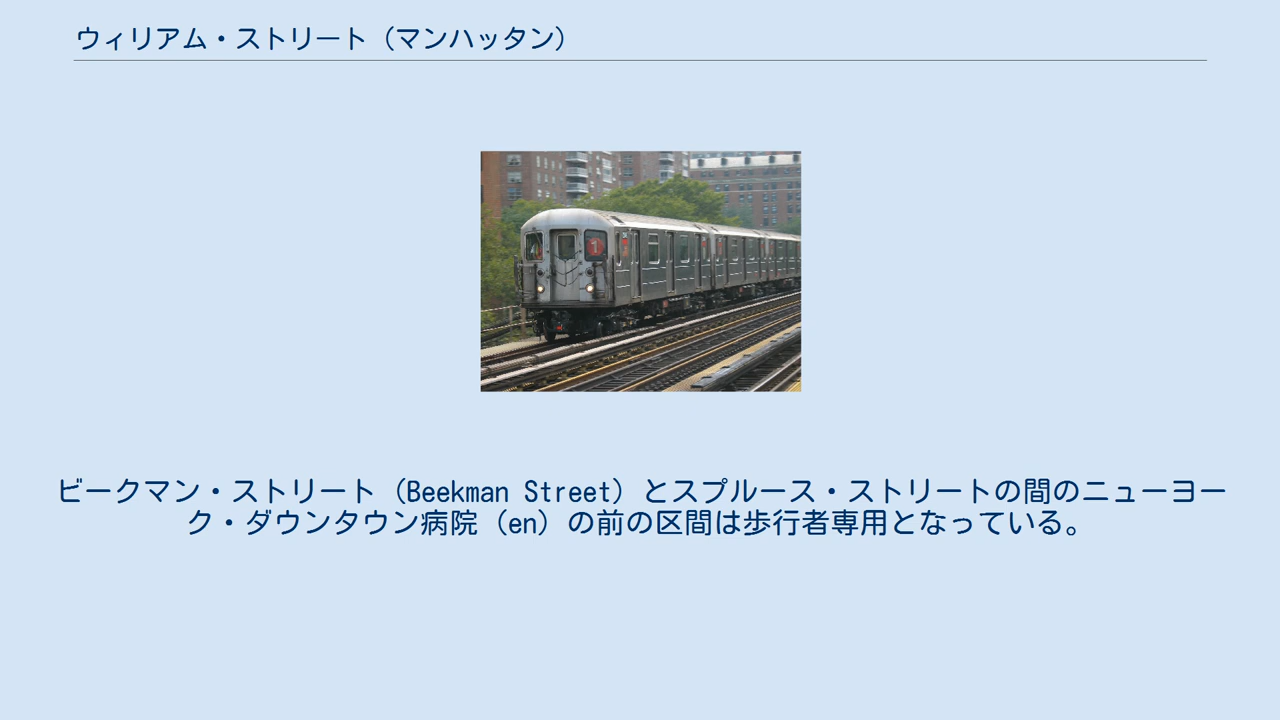 ウィリアム・ストリート（マンハッタン）
1
ビークマン・ストリート（Beekman Street）とスプルース・ストリートの間のニューヨー
ク・ダウンタウン病院（en）の前の区間は歩行者専用となっている。